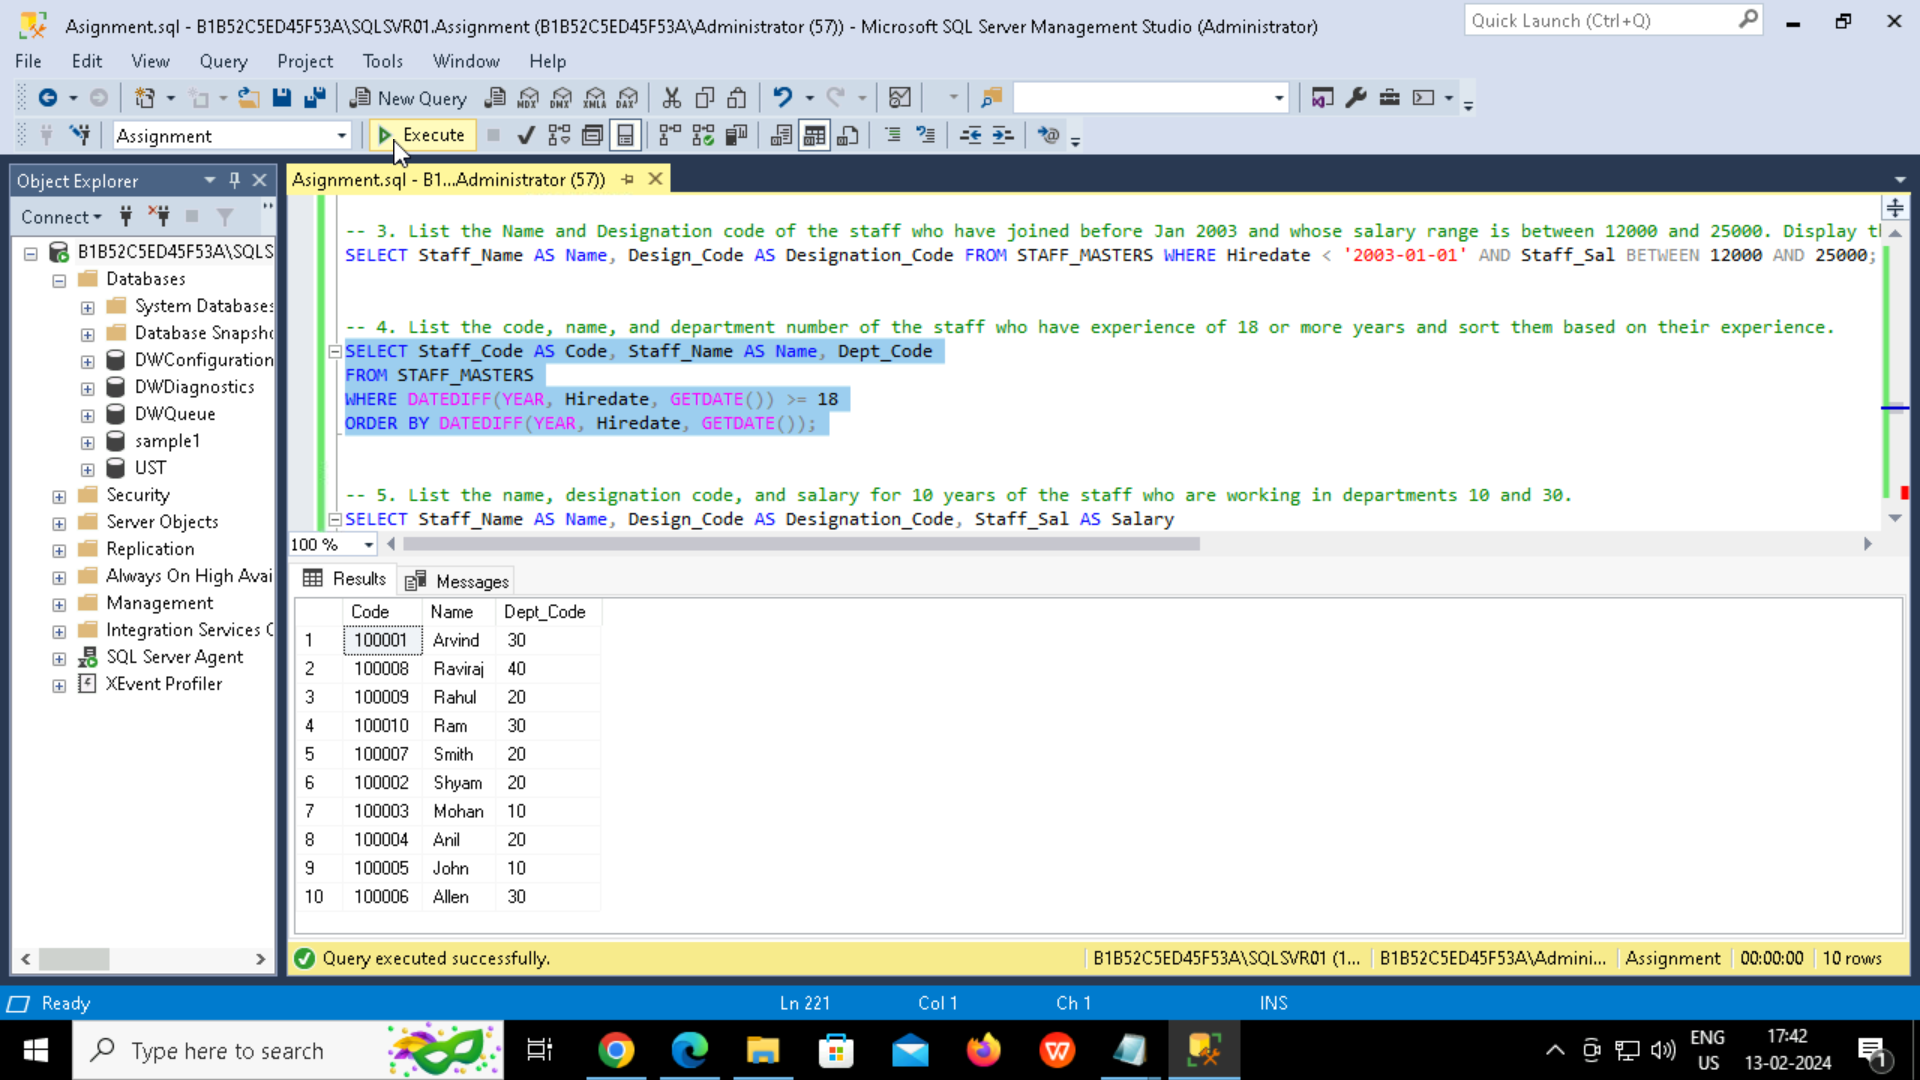 Asignment.sql - B1B52C5ED45F53A\SQLSVR01.Assignment (B1B52C5ED45F53A\Administrator (57)) - Microsoft SQL Server Management Studio (Administrator)
Quick Launch (Ctrl+Q)
File Edit View Query Project Tools Window Help
New Query MDX DMX XMLA DAX
Assignment Execute
Object Explorer
Asignment.sql - B1...Administrator (57))
Connect
B1B52C5ED45F53A\SQLS
Databases
System Databases
Database Snapsho
DWConfiguration
DWDiagnostics
DWQueue
sample1
UST
Security
Server Objects
Replication
Always On High Avai
Management
Integration Services C
SQL Server Agent
XEvent Profiler
-- 3. List the Name and Designation code of the staff who have joined before Jan 2003 and whose salary range is between 12000 and 25000. Display t
SELECT Staff_Name AS Name, Design_Code AS Designation_Code FROM STAFF_MASTERS WHERE Hiredate < '2003-01-01' AND Staff_Sal BETWEEN 12000 AND 25000;
-- 4. List the code, name, and department number of the staff who have experience of 18 or more years and sort them based on their experience.
SELECT Staff_Code AS Code, Staff_Name AS Name, Dept_Code
FROM STAFF_MASTERS
WHERE DATEDIFF(YEAR, Hiredate, GETDATE()) >= 18
ORDER BY DATEDIFF(YEAR, Hiredate, GETDATE());
-- 5. List the name, designation code, and salary for 10 years of the staff who are working in departments 10 and 30.
SELECT Staff_Name AS Name, Design_Code AS Designation_Code, Staff_Sal AS Salary
100 %
Results Messages
Code Name Dept_Code
1 100001 Arvind 30
2 100008 Raviraj 40
3 100009 Rahul 20
4 100010 Ram 30
5 100007 Smith 20
6 100002 Shyam 20
7 100003 Mohan 10
8 100004 Anil 20
9 100005 John 10
10 100006 Allen 30
Query executed successfully. B1B52C5ED45F53A\SQLSVR01 (1... B1B52C5ED45F53A\Admini... Assignment 00:00:00 10 rows
Ready Ln 221 Col 1 Ch 1 INS
Type here to search
ENG
US
17:42
13-02-2024
1